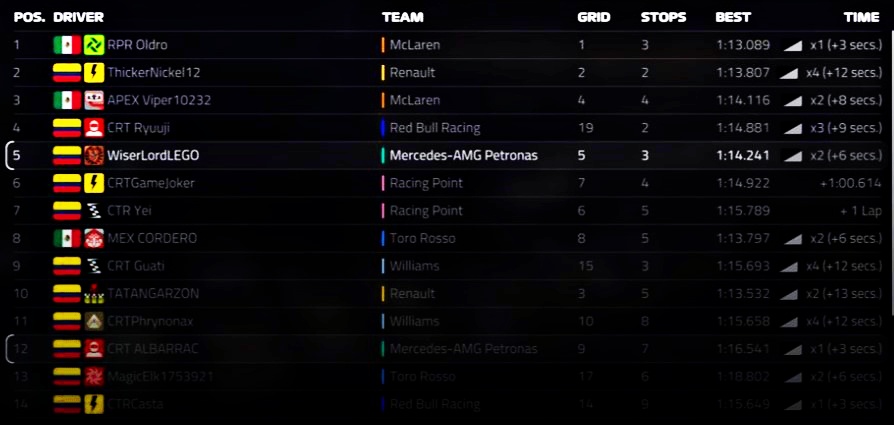 POS. DRIVER TEAM GRID STOPS BEST TIME
1 RPR Oldro McLaren 1 3 1:13.089 x1 (+3 secs.)
2 ThickerNickel12 Renault 2 2 1:13.807 x4 (+12 secs.)
3 APEX Viper10232 McLaren 4 4 1:14.116 x2 (+8 secs.)
4 CRT Ryuuji Red Bull Racing 19 2 1:14.881 x3 (+9 secs.)
5 WiserLordLEGO Mercedes-AMG Petronas 5 3 1:14.241 x2 (+6 secs.)
6 CRTGameJoker Racing Point 7 4 1:14.922 +1:00.614
7 CTR Yei Racing Point 6 5 1:15.789 + 1 Lap
8 MEX CORDERO Toro Rosso 8 5 1:13.797 x2 (+6 secs.)
9 CRT Guati Williams 15 3 1:15.693 x4 (+12 secs.)
10 TATANGARZON Renault 3 5 1:13.532 x2 (+13 secs.)
11 CRTPhrynonax Williams 10 8 1:15.658 x4 (+12 secs.)
12 CRT ALBARRAC Mercedes-AMG Petronas 9 7 1:16.541 x1 (+3 secs.)
13 MagicElk1753921 Toro Rosso 17 6 1:18.802 x2 (+6 secs.)
14 CTRCasta Red Bull Racing 14 9 1:15.649 x1 (+3 secs.)